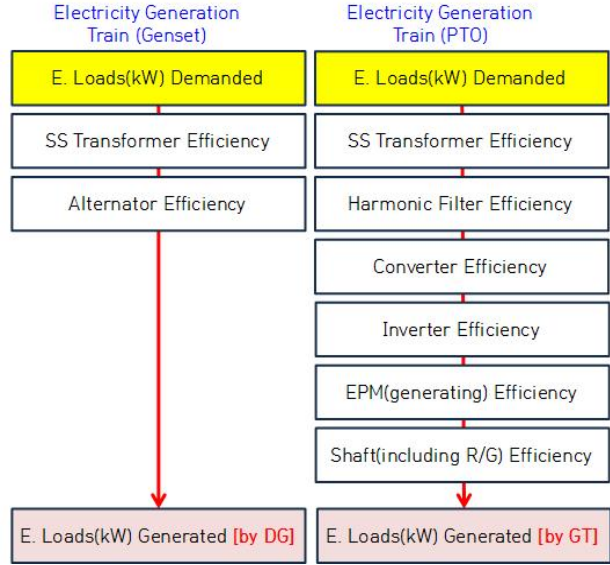 Electricity Generation
Train (Genset)
E. Loads(kW) Demanded
SS Transformer Efficiency
Alternator Efficiency
E. Loads(kW) Generated [by DG]
Electricity Generation
Train (PTO)
E. Loads(kW) Demanded
SS Transformer Efficiency
Harmonic Filter Efficiency
Converter Efficiency
Inverter Efficiency
EPM(generating) Efficiency
Shaft(including R/G) Efficiency
E. Loads(kW) Generated [by GT]